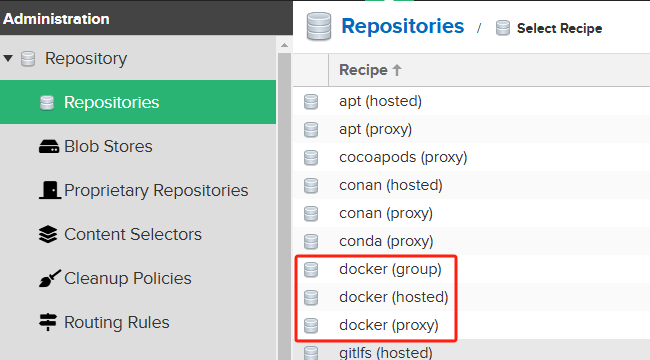 Administration
Repository
Repositories
Blob Stores
Proprietary Repositories
Content Selectors
Cleanup Policies
Routing Rules
Repositories / Select Recipe
Recipe
apt (hosted)
apt (proxy)
cocoapods (proxy)
conan (hosted)
conan (proxy)
conda (proxy)
docker (group)
docker (hosted)
docker (proxy)
gitlfs (hosted)